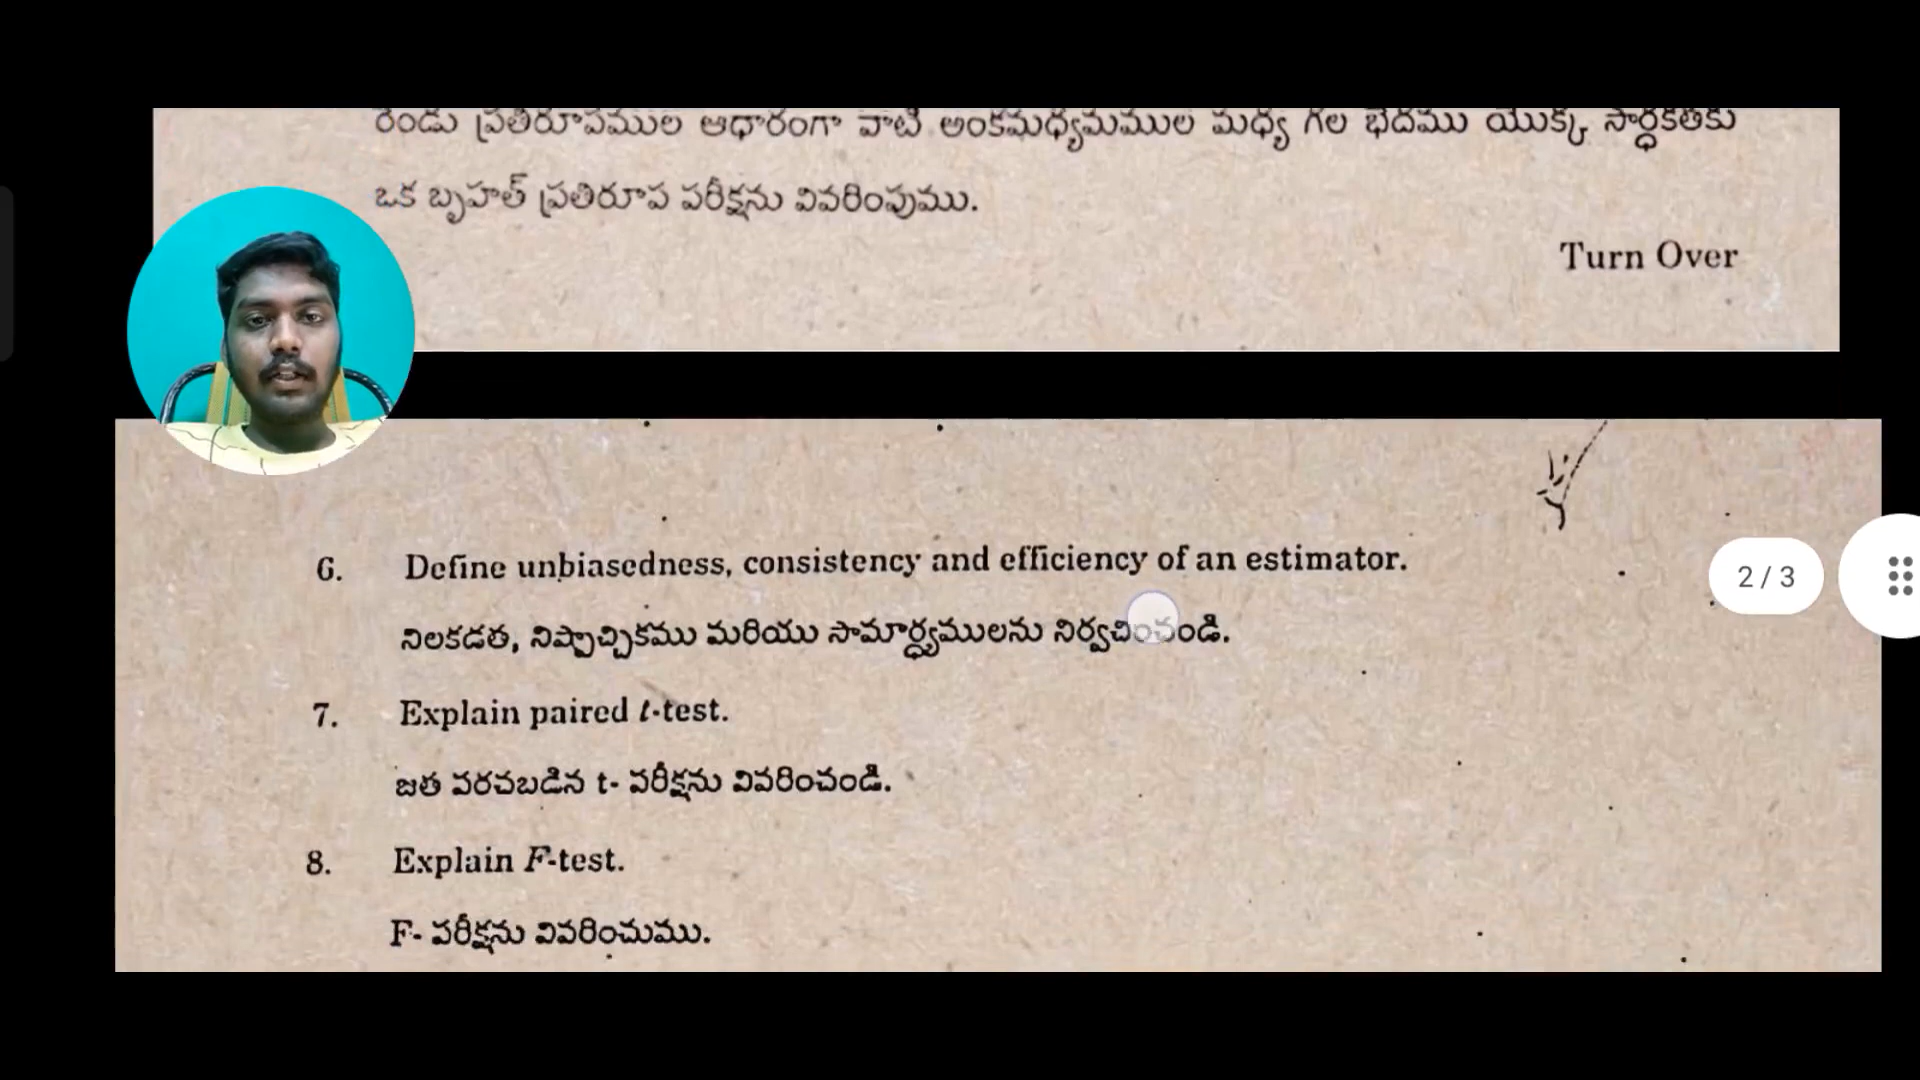 రెండు ప్రతిరూపముల ఆధారంగా వాటి అంకమధ్యమముల మధ్య గల భేదము యొక్క సార్ధకతకు
ఒక బృహత్ ప్రతిరూప పరీక్షను వివరింపుము.
Turn Over
6. Define unbiasedness, consistency and efficiency of an estimator.
నిలకడత, నిష్పాచ్చికము మరియు సామార్థ్యములను నిర్వచించండి.
2 / 3
7. Explain paired t-test.
జత పరచబడిన t- పరీక్షను వివరించండి.
8. Explain F-test.
F- పరీక్షను వివరించుము.